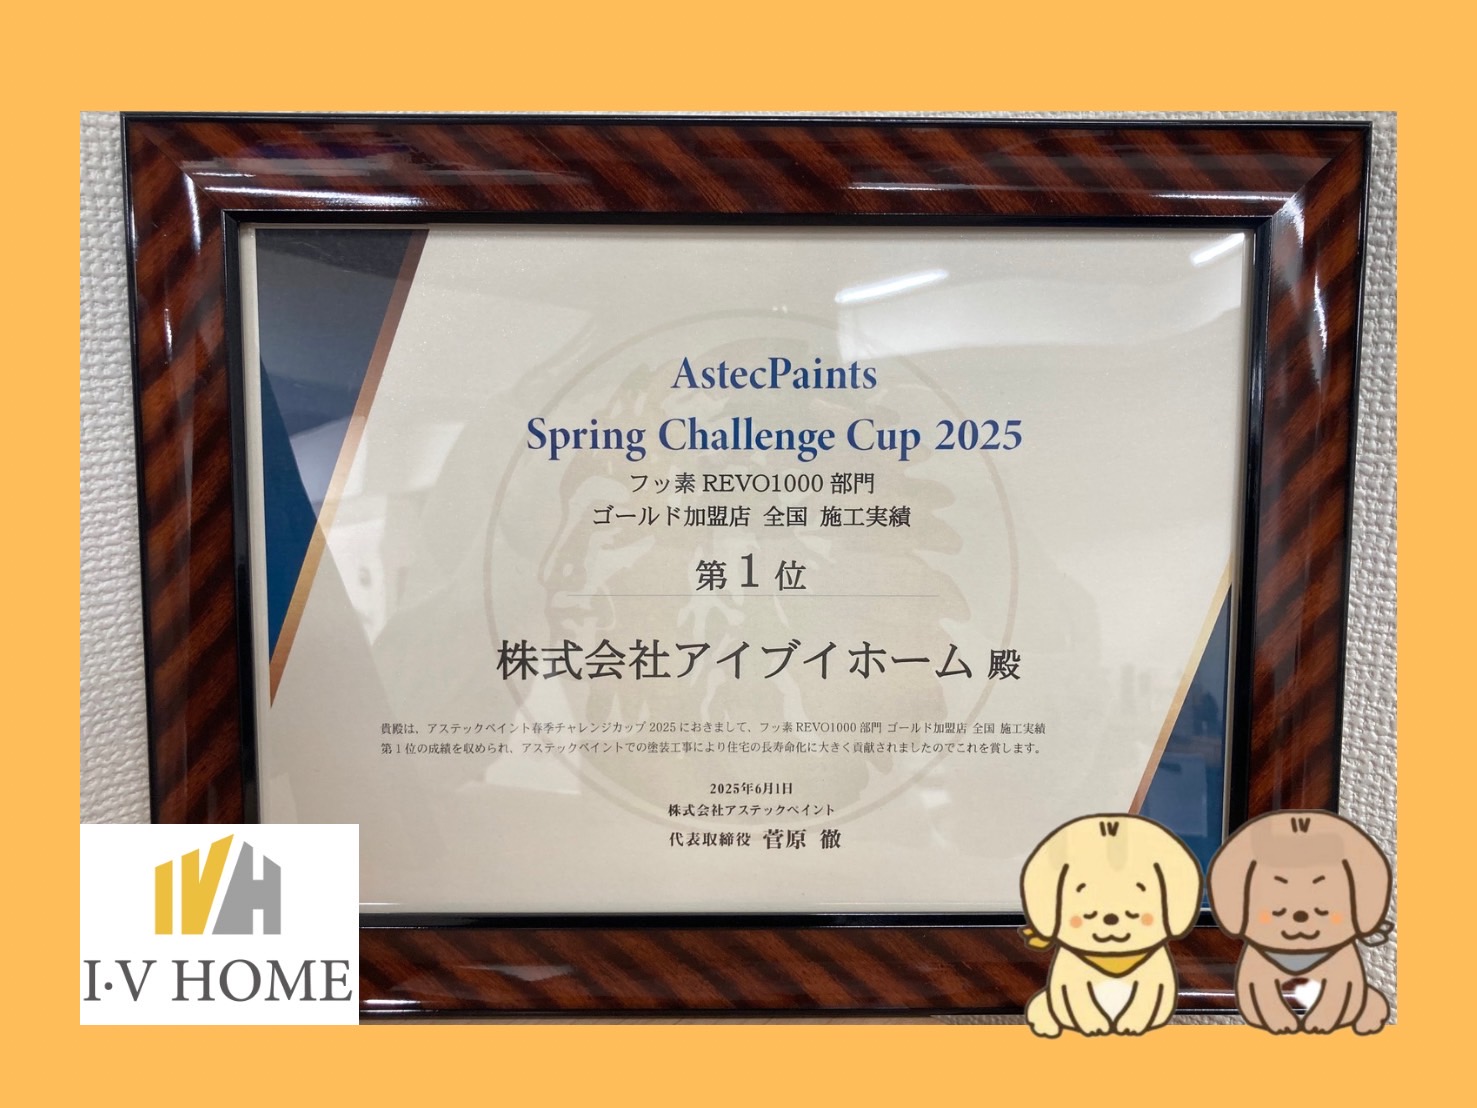 AstecPaints
Spring Challenge Cup 2025
フッ素 REVO1000 部門
ゴールド加盟店 全国 施工実績
第 1 位
株式会社アイブイホーム 殿
貴殿は、アステックペイント春季チャレンジカップ 2025 におきまして、フッ素 REVO1000 部門 ゴールド加盟店 全国 施工実績
第 1 位の成績を収められ、アステックペイントでの塗装工事により住宅の長寿命化に大きく貢献されましたのでこれを賞します。
2025年6月1日
株式会社アステックペイント
代表取締役 菅原 徹
IVH
I·V HOME
IV
IV